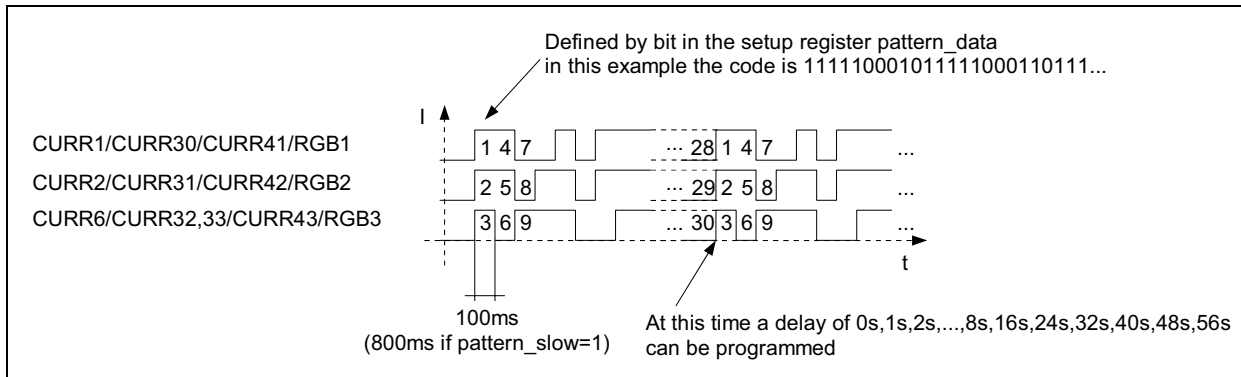 Defined by bit in the setup register pattern_data
in this example the code is 111110001011111000110111...
I
CURR1/CURR30/CURR41/RGB1
1 4 7 ... 28 1 4 7 ...
CURR2/CURR31/CURR42/RGB2
2 5 8 ... 29 2 5 8 ...
CURR6/CURR32,33/CURR43/RGB3
3 6 9 ... 30 3 6 9 ...
t
100ms
(800ms if pattern_slow=1)
At this time a delay of 0s,1s,2s,...,8s,16s,24s,32s,40s,48s,56s
can be programmed